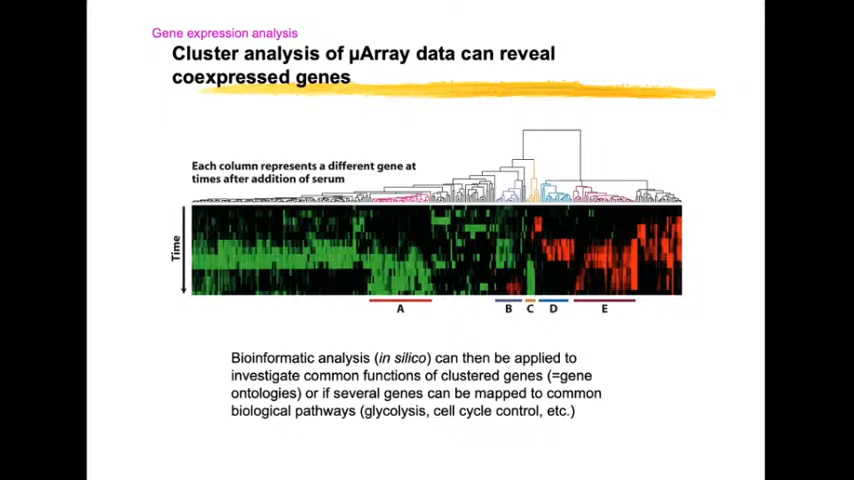 Gene expression analysis
Cluster analysis of µArray data can reveal
coexpressed genes
Each column represents a different gene at
times after addition of serum
Time
A B C D E
Bioinformatic analysis (in silico) can then be applied to
investigate common functions of clustered genes (=gene
ontologies) or if several genes can be mapped to common
biological pathways (glycolysis, cell cycle control, etc.)